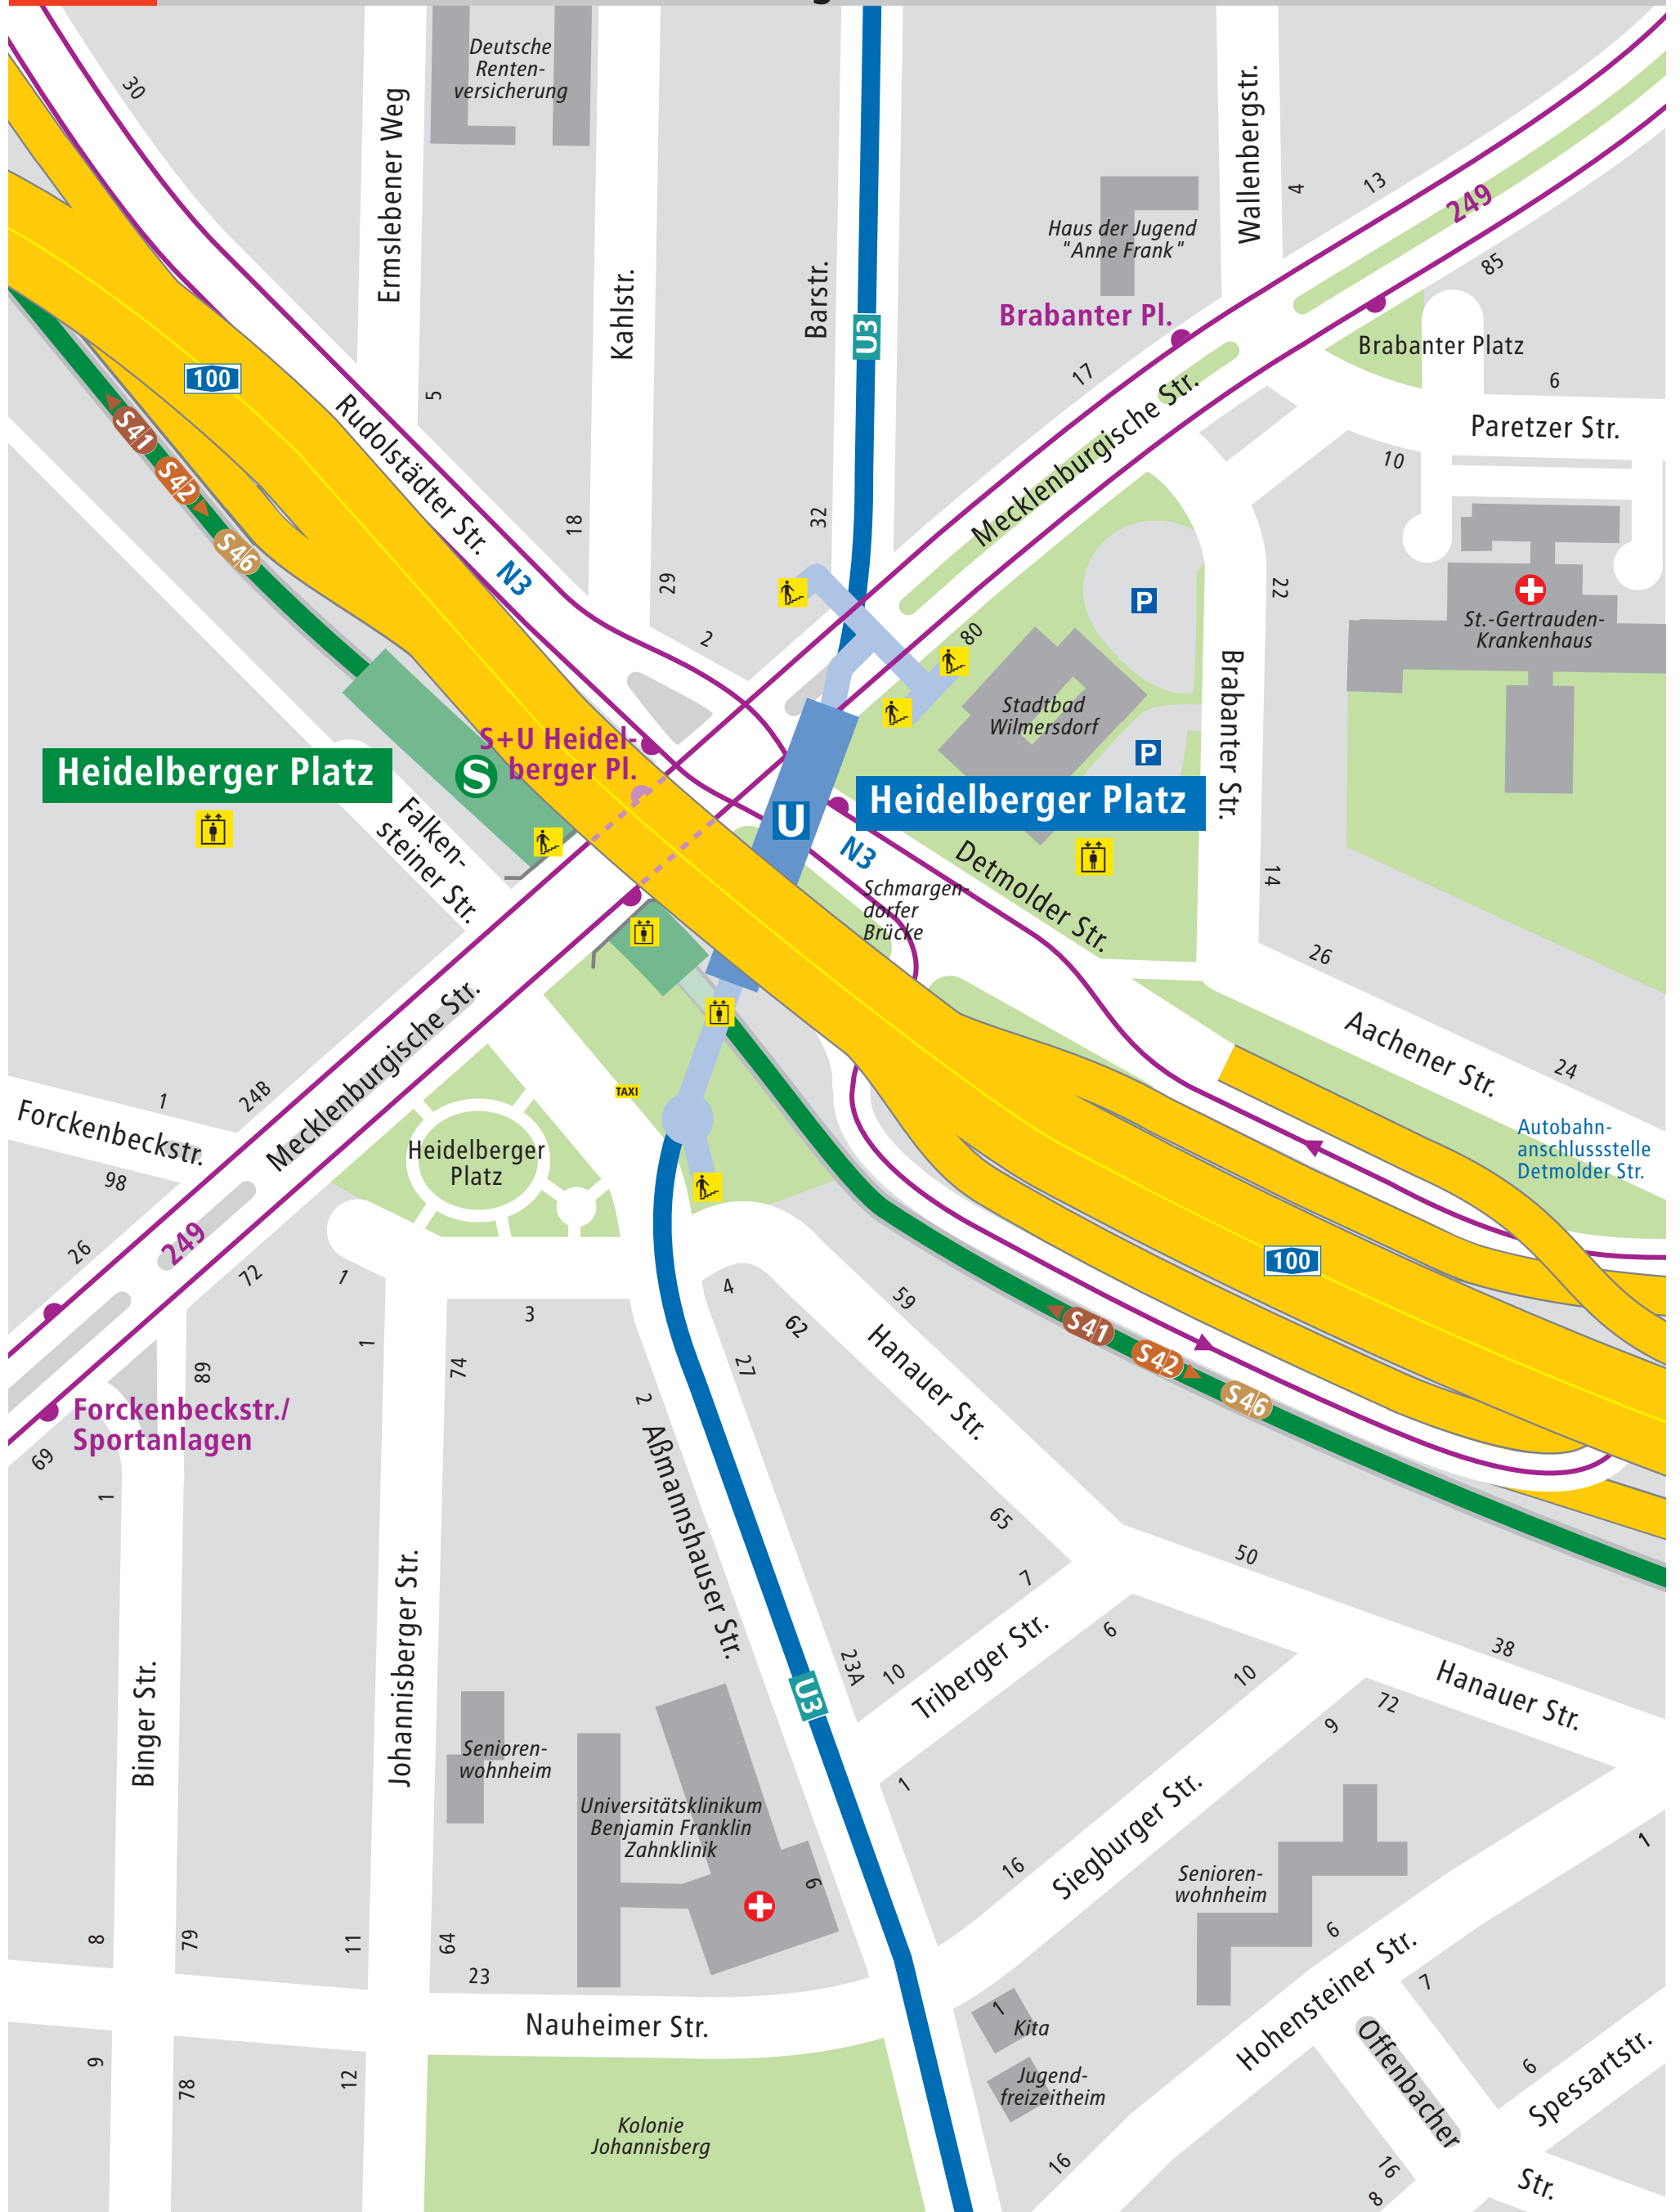 30
Deutsche
Renten-
versicherung
Ermslebener Weg
Kahlstr.
Barstr.
U3
Wallenbergstr.
4
13
249
85
Haus der Jugend
"Anne Frank"
Brabanter Pl.
Brabanter Platz
17
6
Paretzer Str.
10
100
5
Rudolstädter Str.
S41
S42
S46
N3
18
32
29
2
Mecklenburgische Str.
80
P
22
St.-Gertrauden-
Krankenhaus
Stadtbad
Wilmersdorf
P
Brabanter Str.
S+U Heidel-
berger Pl.
Heidelberger Platz
S
U
Heidelberger Platz
Falken-
steiner Str.
N3
Detmolder Str.
Schmargen-
dorfer
Brücke
14
26
Aachener Str.
24
Autobahn-
anschlussstelle
Detmolder Str.
Mecklenburgische Str.
TAXI
Forckenbeckstr.
1
24B
98
Heidelberger
Platz
249
26
72
1
3
4
62
59
100
S41
S42
S46
Hanauer Str.
Forckenbeckstr./
Sportanlagen
69
89
1
74
2
27
1
Aßmannshauser Str.
65
50
7
6
Triberger Str.
10
23A
10
38
Hanauer Str.
72
9
U3
Binger Str.
Johannisberger Str.
Senioren-
wohnheim
Universitätsklinikum
Benjamin Franklin
Zahnklinik
6
1
Siegburger Str.
16
Senioren-
wohnheim
1
6
Hohensteiner Str.
7
8
79
11
64
23
Nauheimer Str.
1
Kita
Jugend-
freizeitheim
Offenbacher
Str.
6
Spessartstr.
9
78
12
Kolonie
Johannisberg
16
16
8